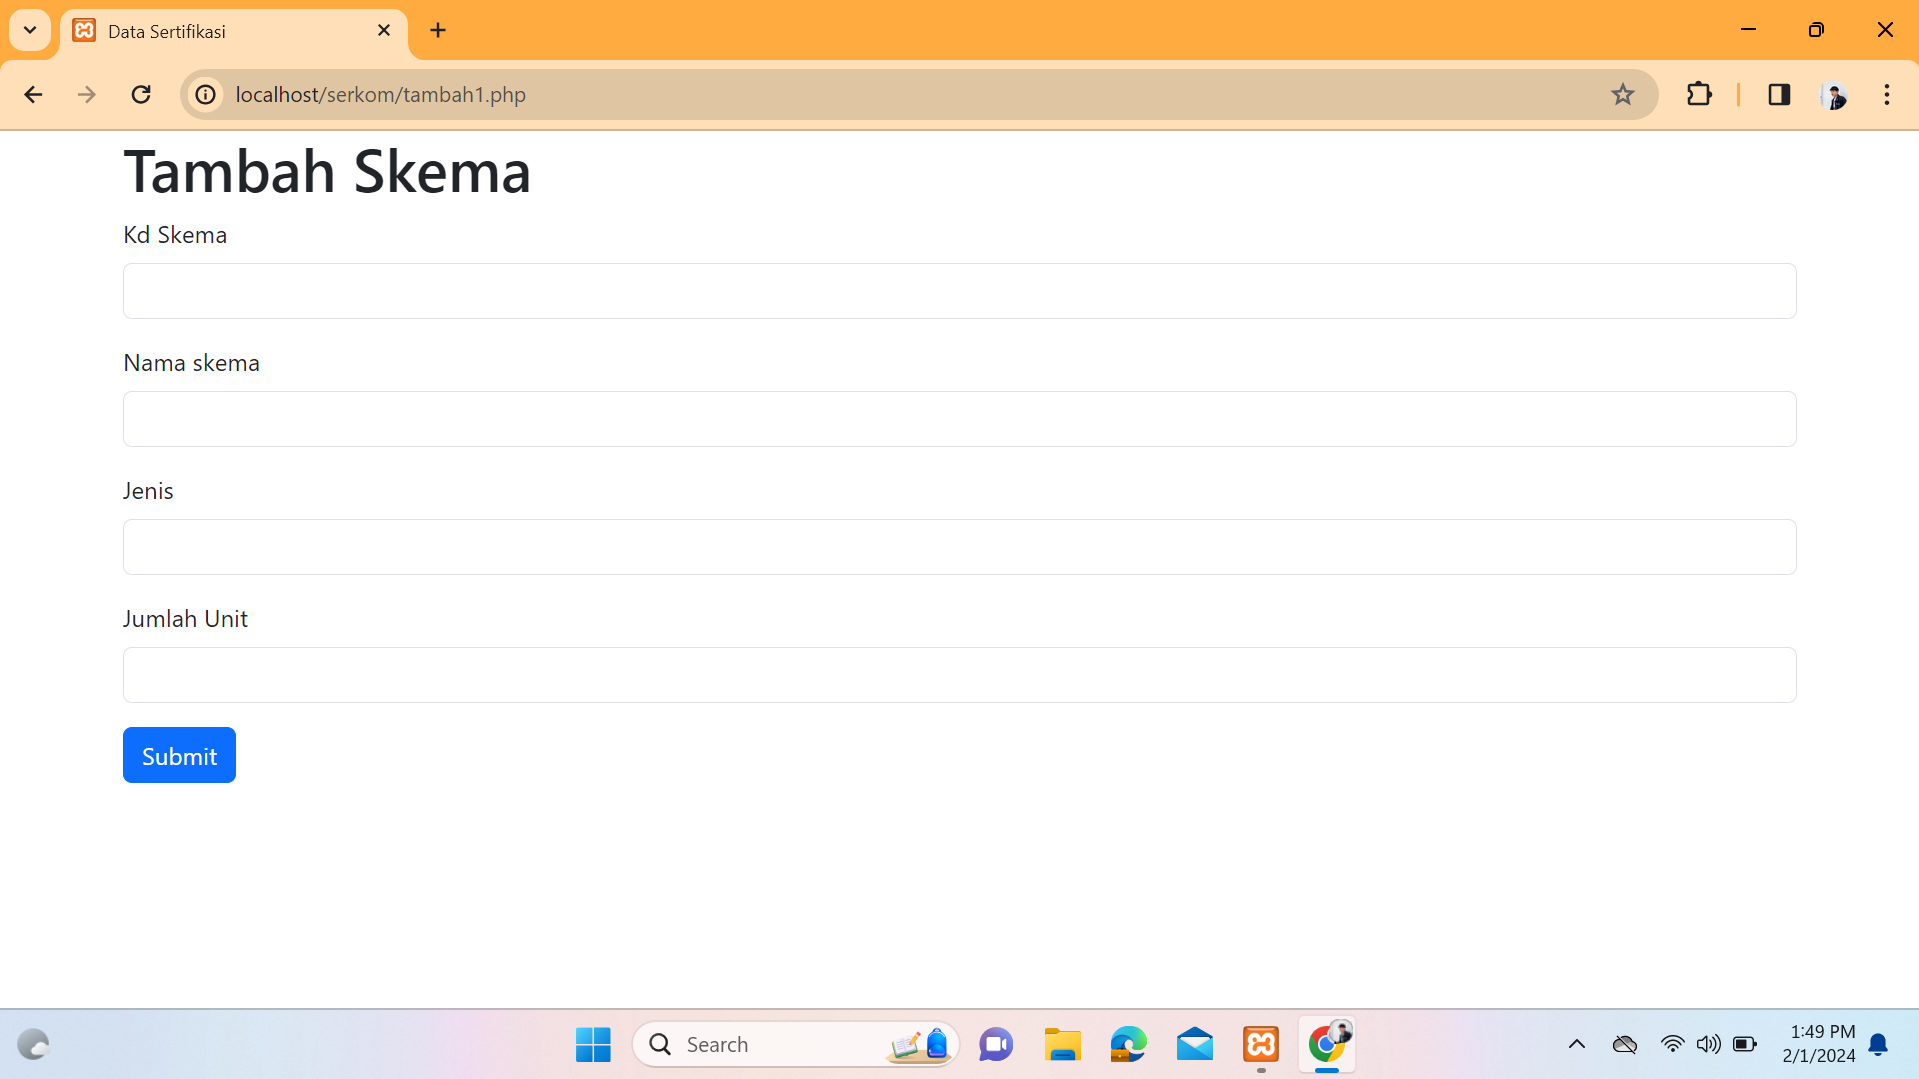 Data Sertifikasi
localhost/serkom/tambah1.php
Tambah Skema
Kd Skema
Nama skema
Jenis
Jumlah Unit
Submit
Search
1:49 PM
2/1/2024